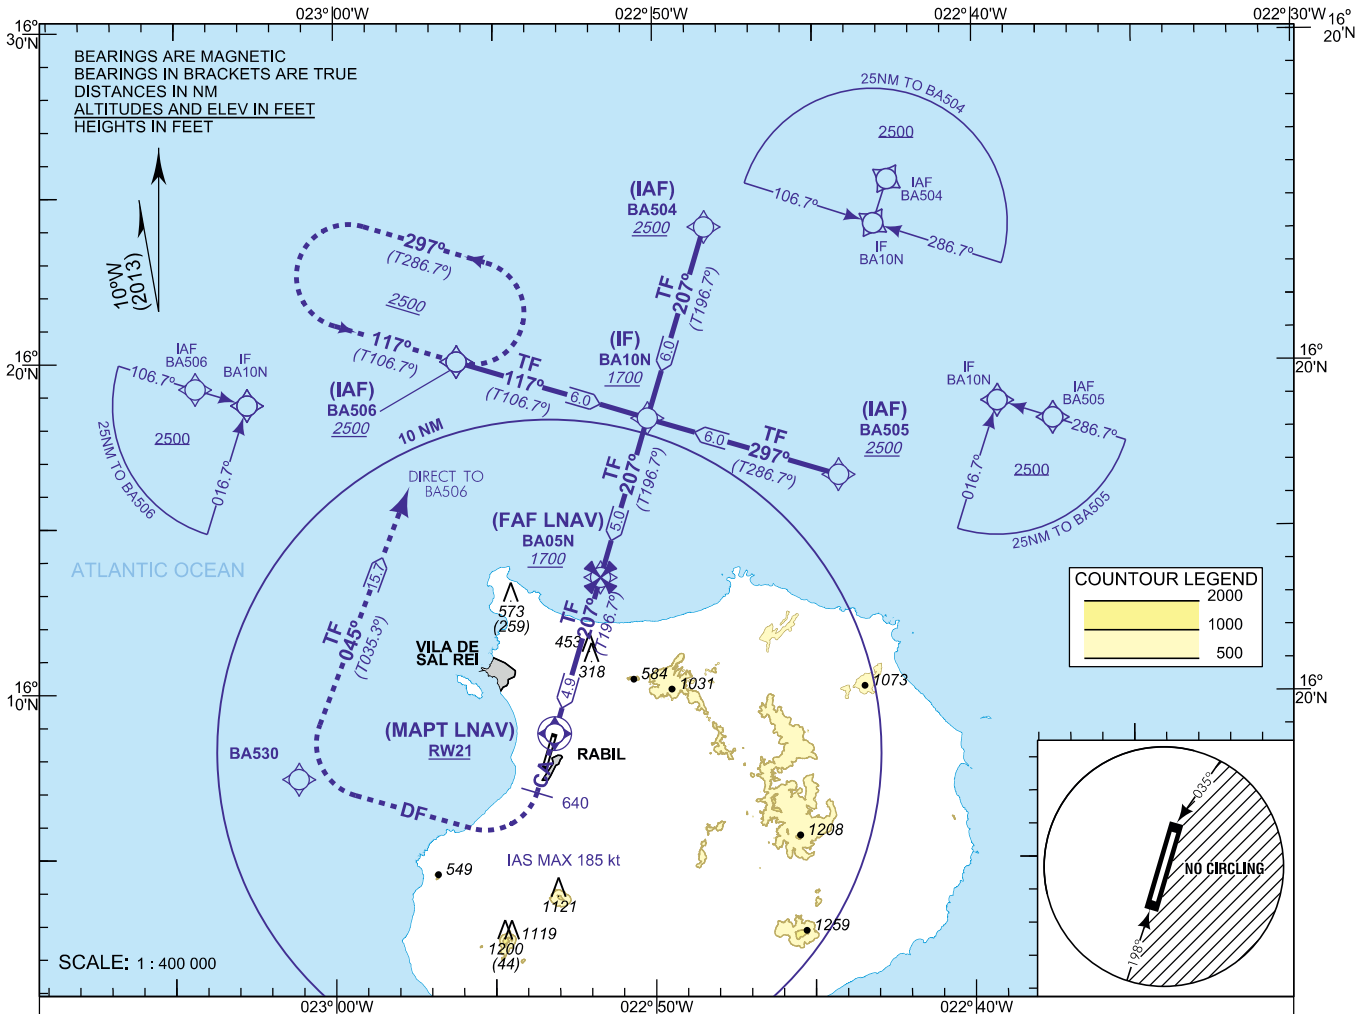 023°00'W
022°50'W
022°40'W
022°30'W
16°
30'N
16°
20'N
BEARINGS ARE MAGNETIC
BEARINGS IN BRACKETS ARE TRUE
DISTANCES IN NM
ALTITUDES AND ELEV IN FEET
HEIGHTS IN FEET
10°W
(2013)
25NM TO BA504
2500
IAF
BA504
106.7°
286.7°
IF
BA10N
(IAF)
BA504
2500
TF
207°
(T196.7°)
6.0
297°
(T286.7°)
2500
117°
(T106.7°)
(IF)
BA10N
1700
16°
20'N
16°
20'N
IAF
BA506
IF
BA10N
106.7°
2500
016.7°
25NM TO BA506
(IAF)
BA506
2500
TF
117°
(T106.7°)
6.0
(IAF)
BA505
2500
6.0
TF
297°
(T286.7°)
IF
BA10N
IAF
BA505
286.7°
2500
016.7°
25NM TO BA505
10 NM
DIRECT TO
BA506
TF
207°
(T196.7°)
5.0
(FAF LNAV)
BA05N
1700
ATLANTIC OCEAN
15.7
TF
045°
(T035.3°)
573
(259)
TF
207°
(T196.7°)
4.9
453
318
VILA DE
SAL REI
584
1031
1073
COUNTOUR LEGEND
2000
1000
500
16°
10'N
16°
20'N
(MAPT LNAV)
RW21
RABIL
BA530
CA
DF
640
IAS MAX 185 kt
549
1208
1121
1119
1200
(44)
1259
035°
NO CIRCLING
198°
SCALE: 1 : 400 000
023°00'W
022°50'W
022°40'W